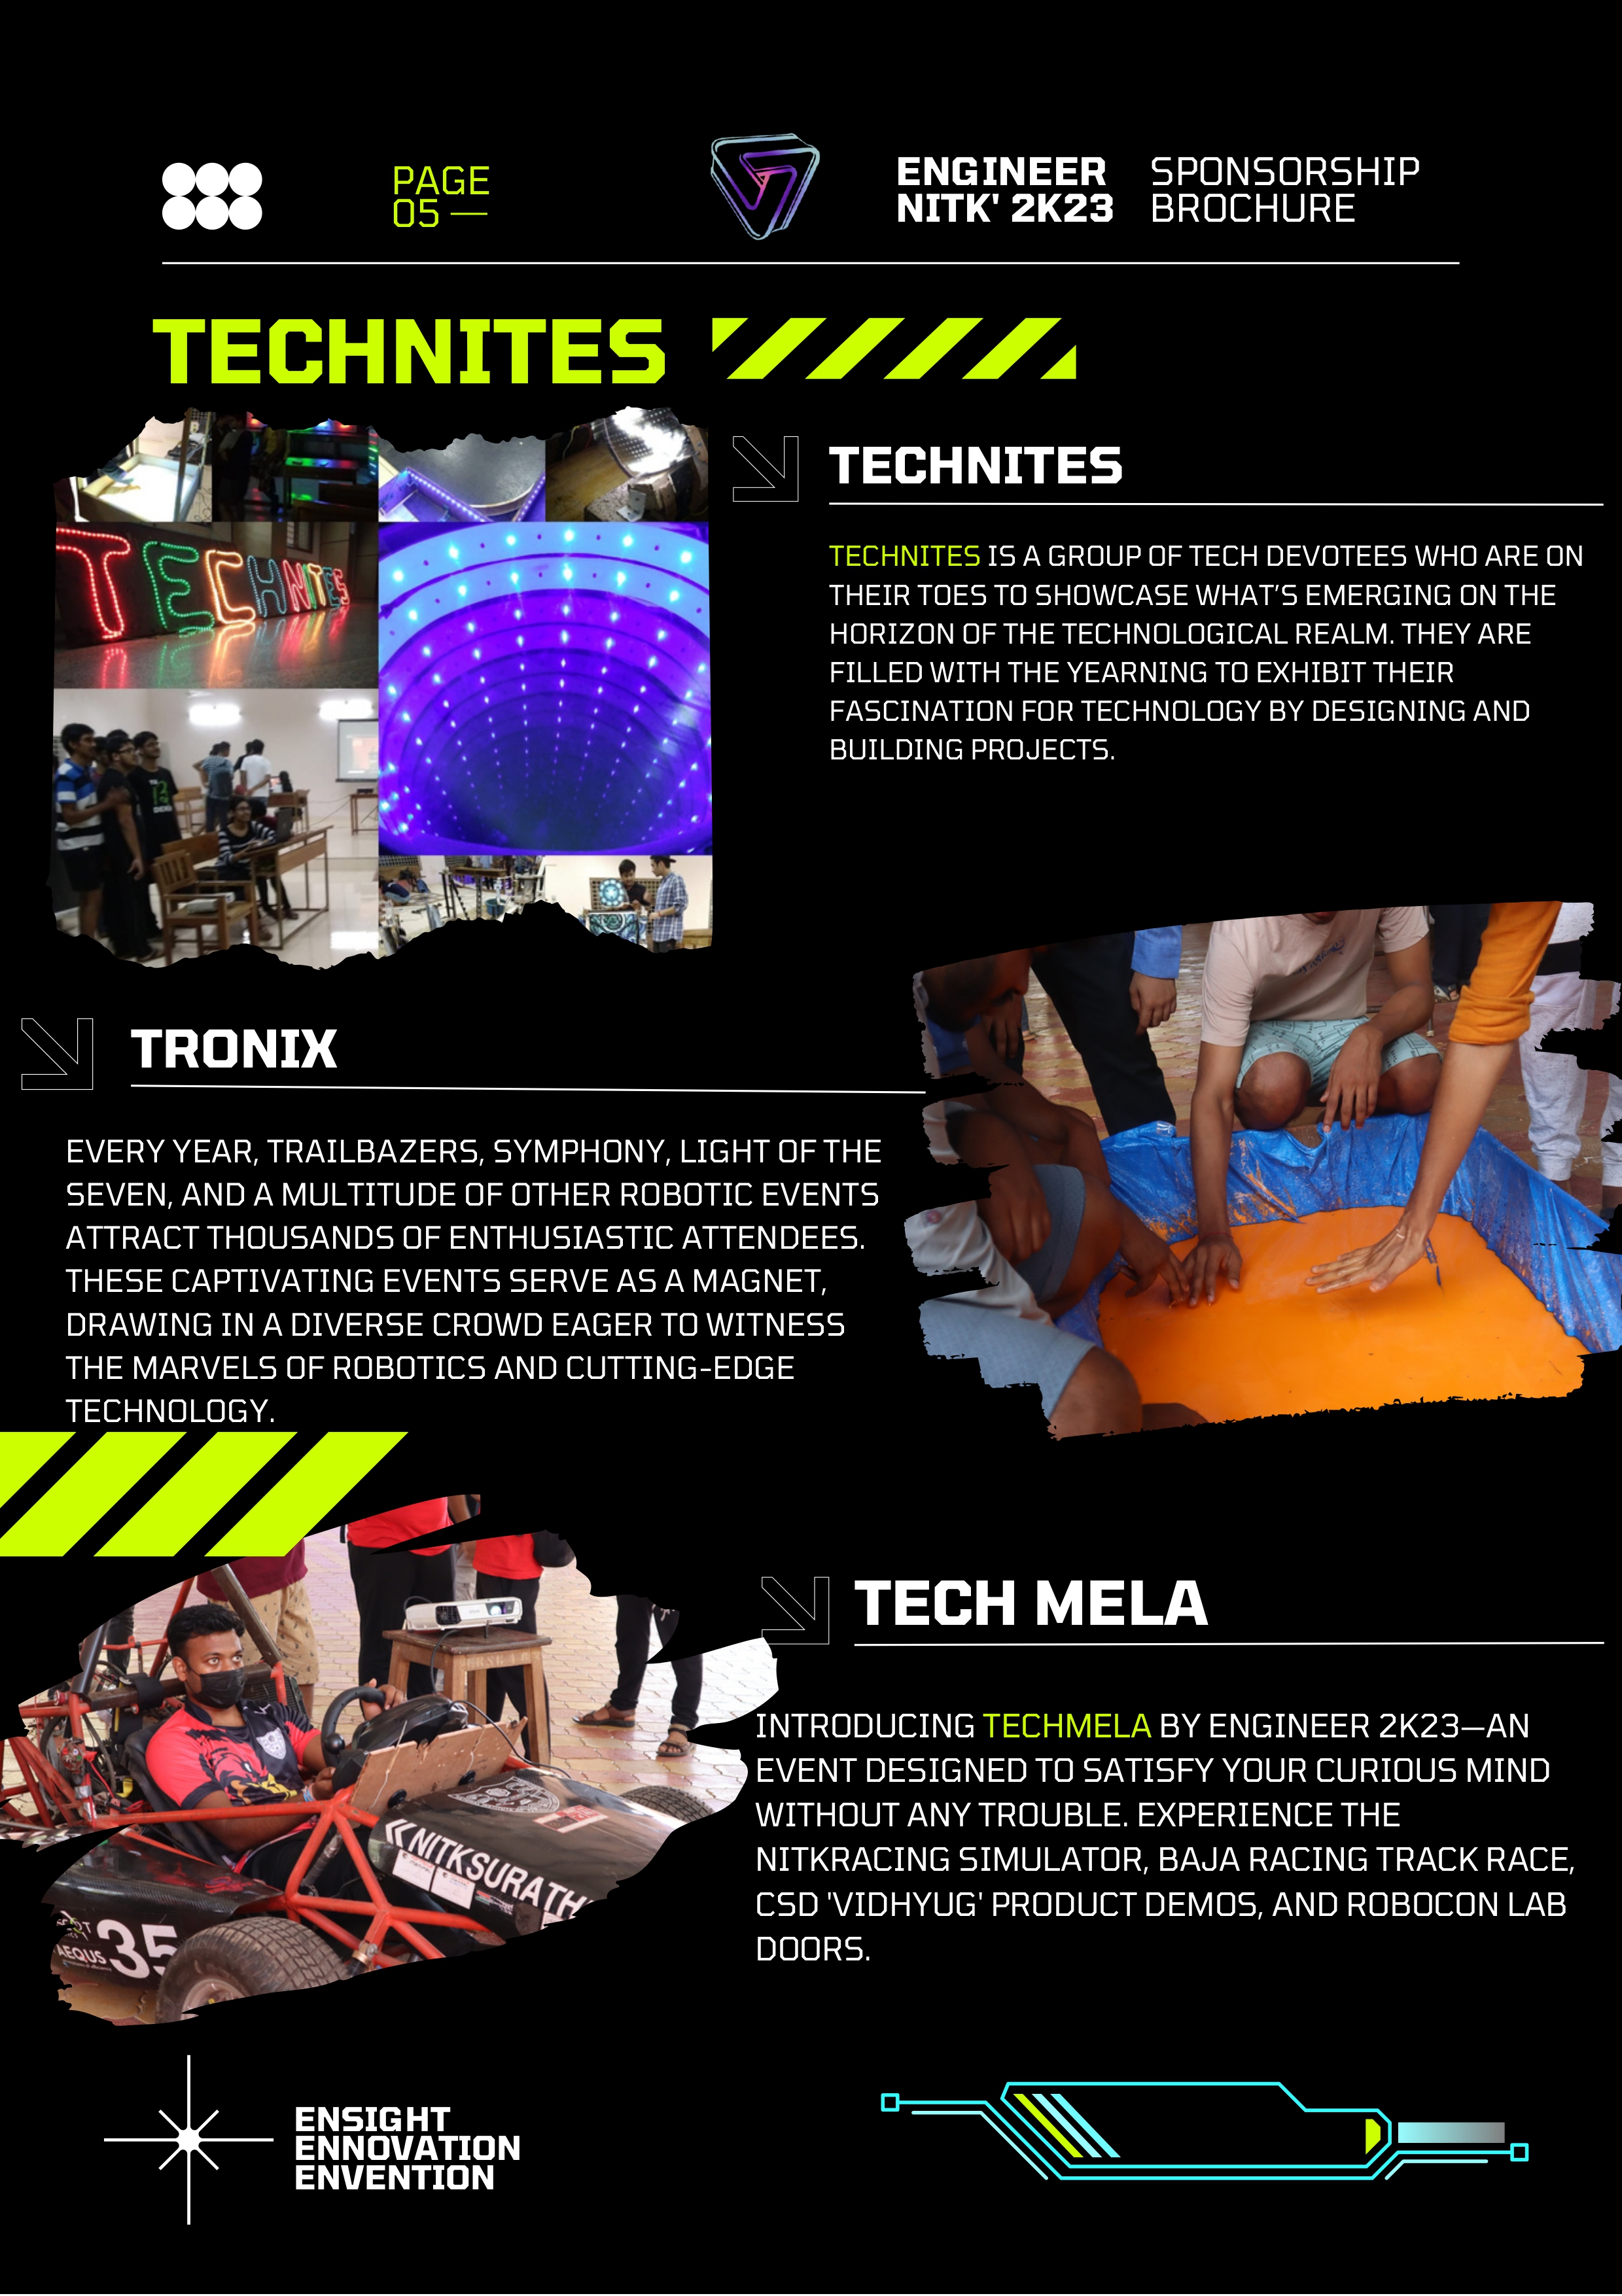 PAGE
05 —
ENGINEER
NITK' 2K23
SPONSORSHIP
BROCHURE
TECHNITES
TECHNITES
TECHNITES
TECHNITES IS A GROUP OF TECH DEVOTEES WHO ARE ON
THEIR TOES TO SHOWCASE WHAT'S EMERGING ON THE
HORIZON OF THE TECHNOLOGICAL REALM. THEY ARE
FILLED WITH THE YEARNING TO EXHIBIT THEIR
FASCINATION FOR TECHNOLOGY BY DESIGNING AND
BUILDING PROJECTS.
TRONIX
EVERY YEAR, TRAILBAZERS, SYMPHONY, LIGHT OF THE
SEVEN, AND A MULTITUDE OF OTHER ROBOTIC EVENTS
ATTRACT THOUSANDS OF ENTHUSIASTIC ATTENDEES.
THESE CAPTIVATING EVENTS SERVE AS A MAGNET,
DRAWING IN A DIVERSE CROWD EAGER TO WITNESS
THE MARVELS OF ROBOTICS AND CUTTING-EDGE
TECHNOLOGY.
TECH MELA
INTRODUCING TECHMELA BY ENGINEER 2K23—AN
EVENT DESIGNED TO SATISFY YOUR CURIOUS MIND
WITHOUT ANY TROUBLE. EXPERIENCE THE
NITKRACING SIMULATOR, BAJA RACING TRACK RACE,
CSD 'VIDHYUG' PRODUCT DEMOS, AND ROBOCON LAB
DOORS.
NITKSURATH
AEQUS
35
ENSIGHT
ENNOVATION
ENVENTION